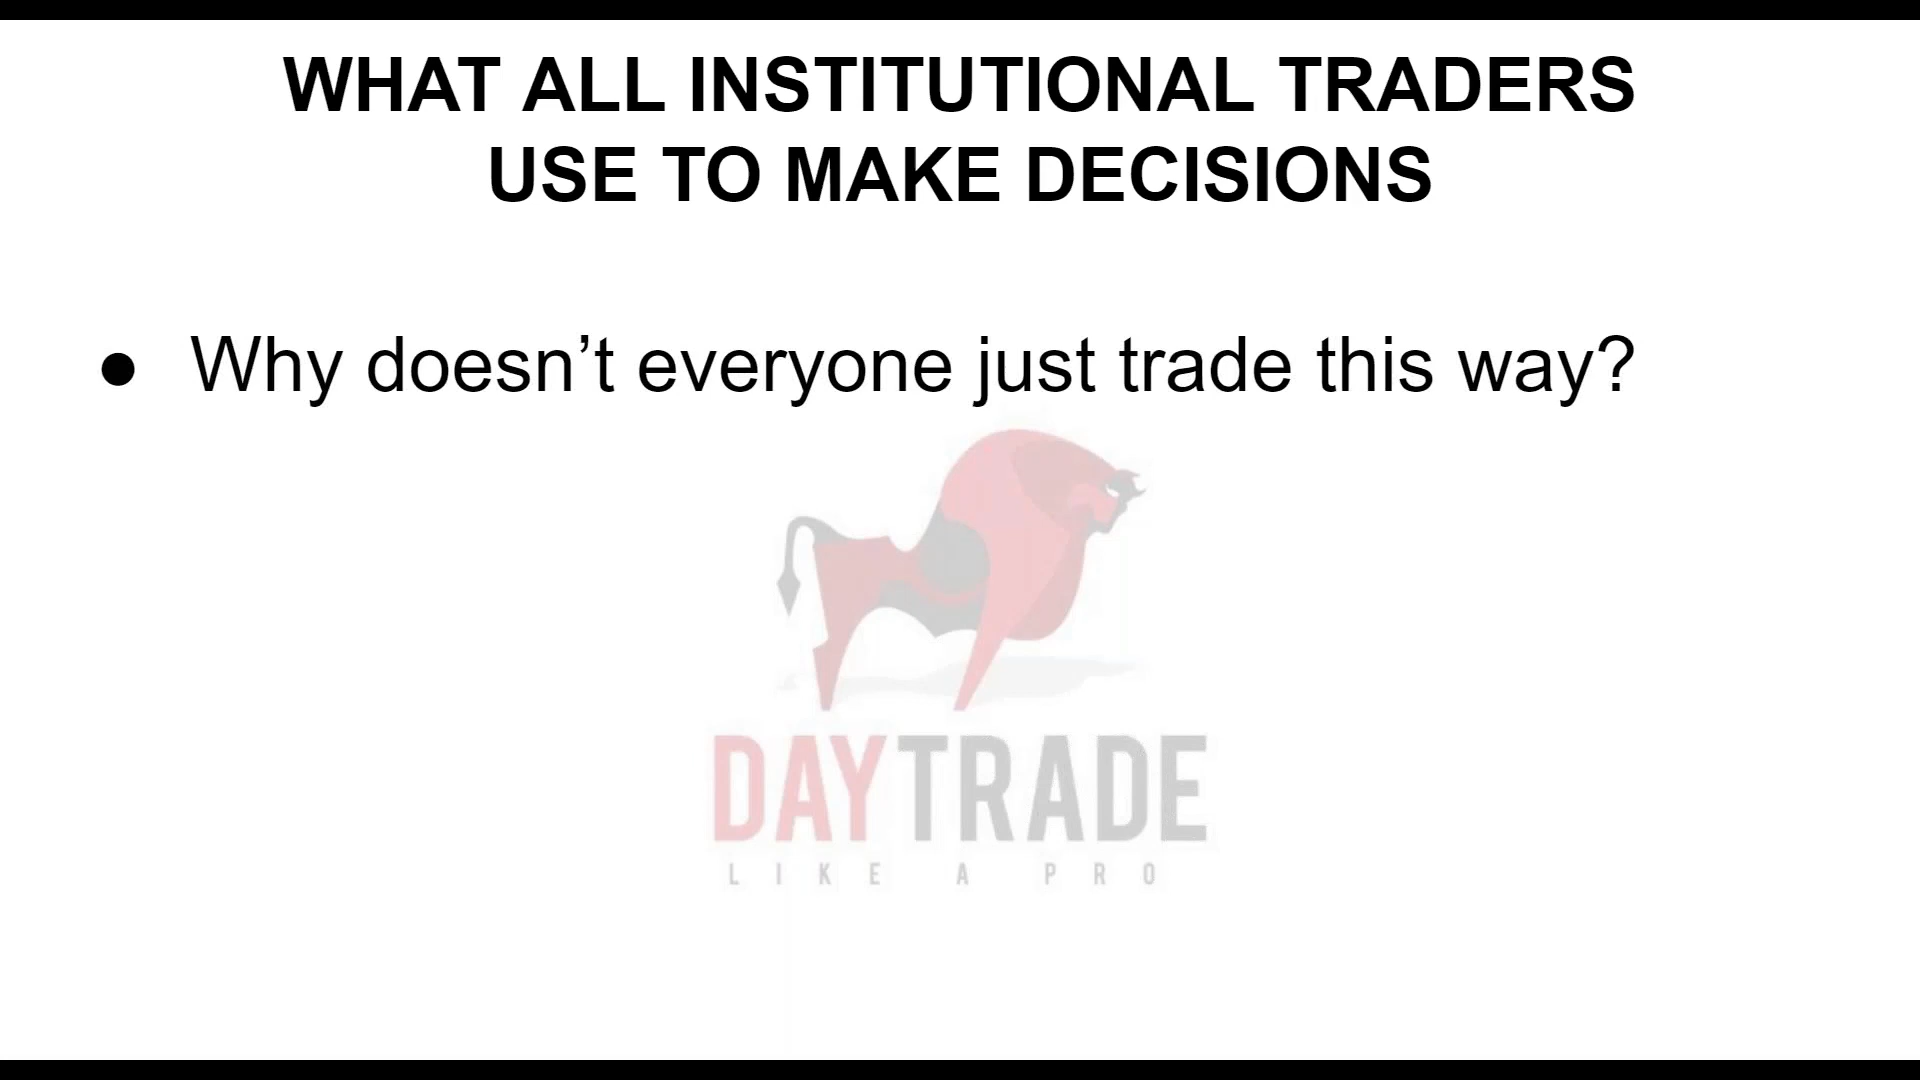 WHAT ALL INSTITUTIONAL TRADERS
USE TO MAKE DECISIONS
● Why doesn’t everyone just trade this way?
DAYTRADE
LIKE A PRO